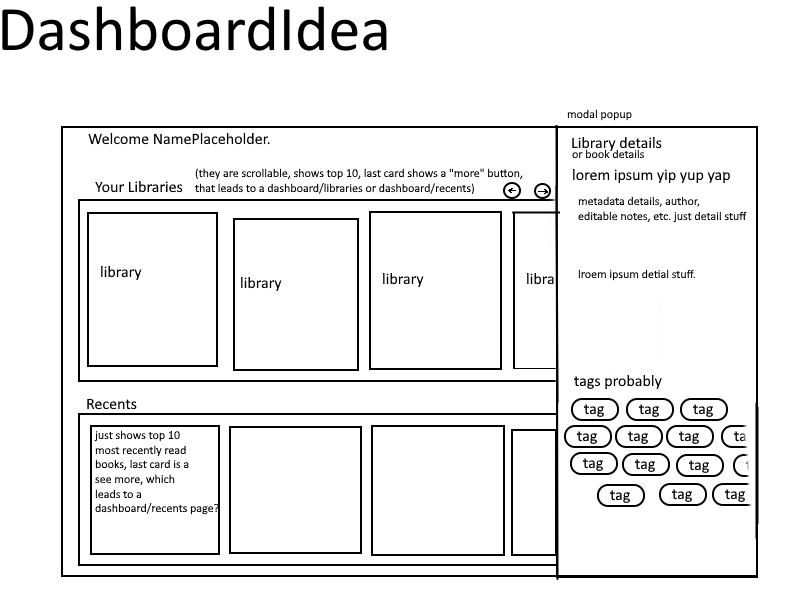 DashboardIdea
modal popup
Welcome NamePlaceholder.
Library details
or book details
lorem ipsum yip yup yap
(they are scrollable, shows top 10, last card shows a "more" button,
Your Libraries
that leads to a dashboard/libraries or dashboard/recents)
metadata details, author,
editable notes, etc. just detail stuff
library
library
library
libra
lroem ipsum detial stuff.
tags probably
Recents
tag tag tag
just shows top 10
most recently read
books, last card is a
see more, which
leads to a
dashboard/recents page?
tag tag tag ta
tag tag tag t
tag tag tag